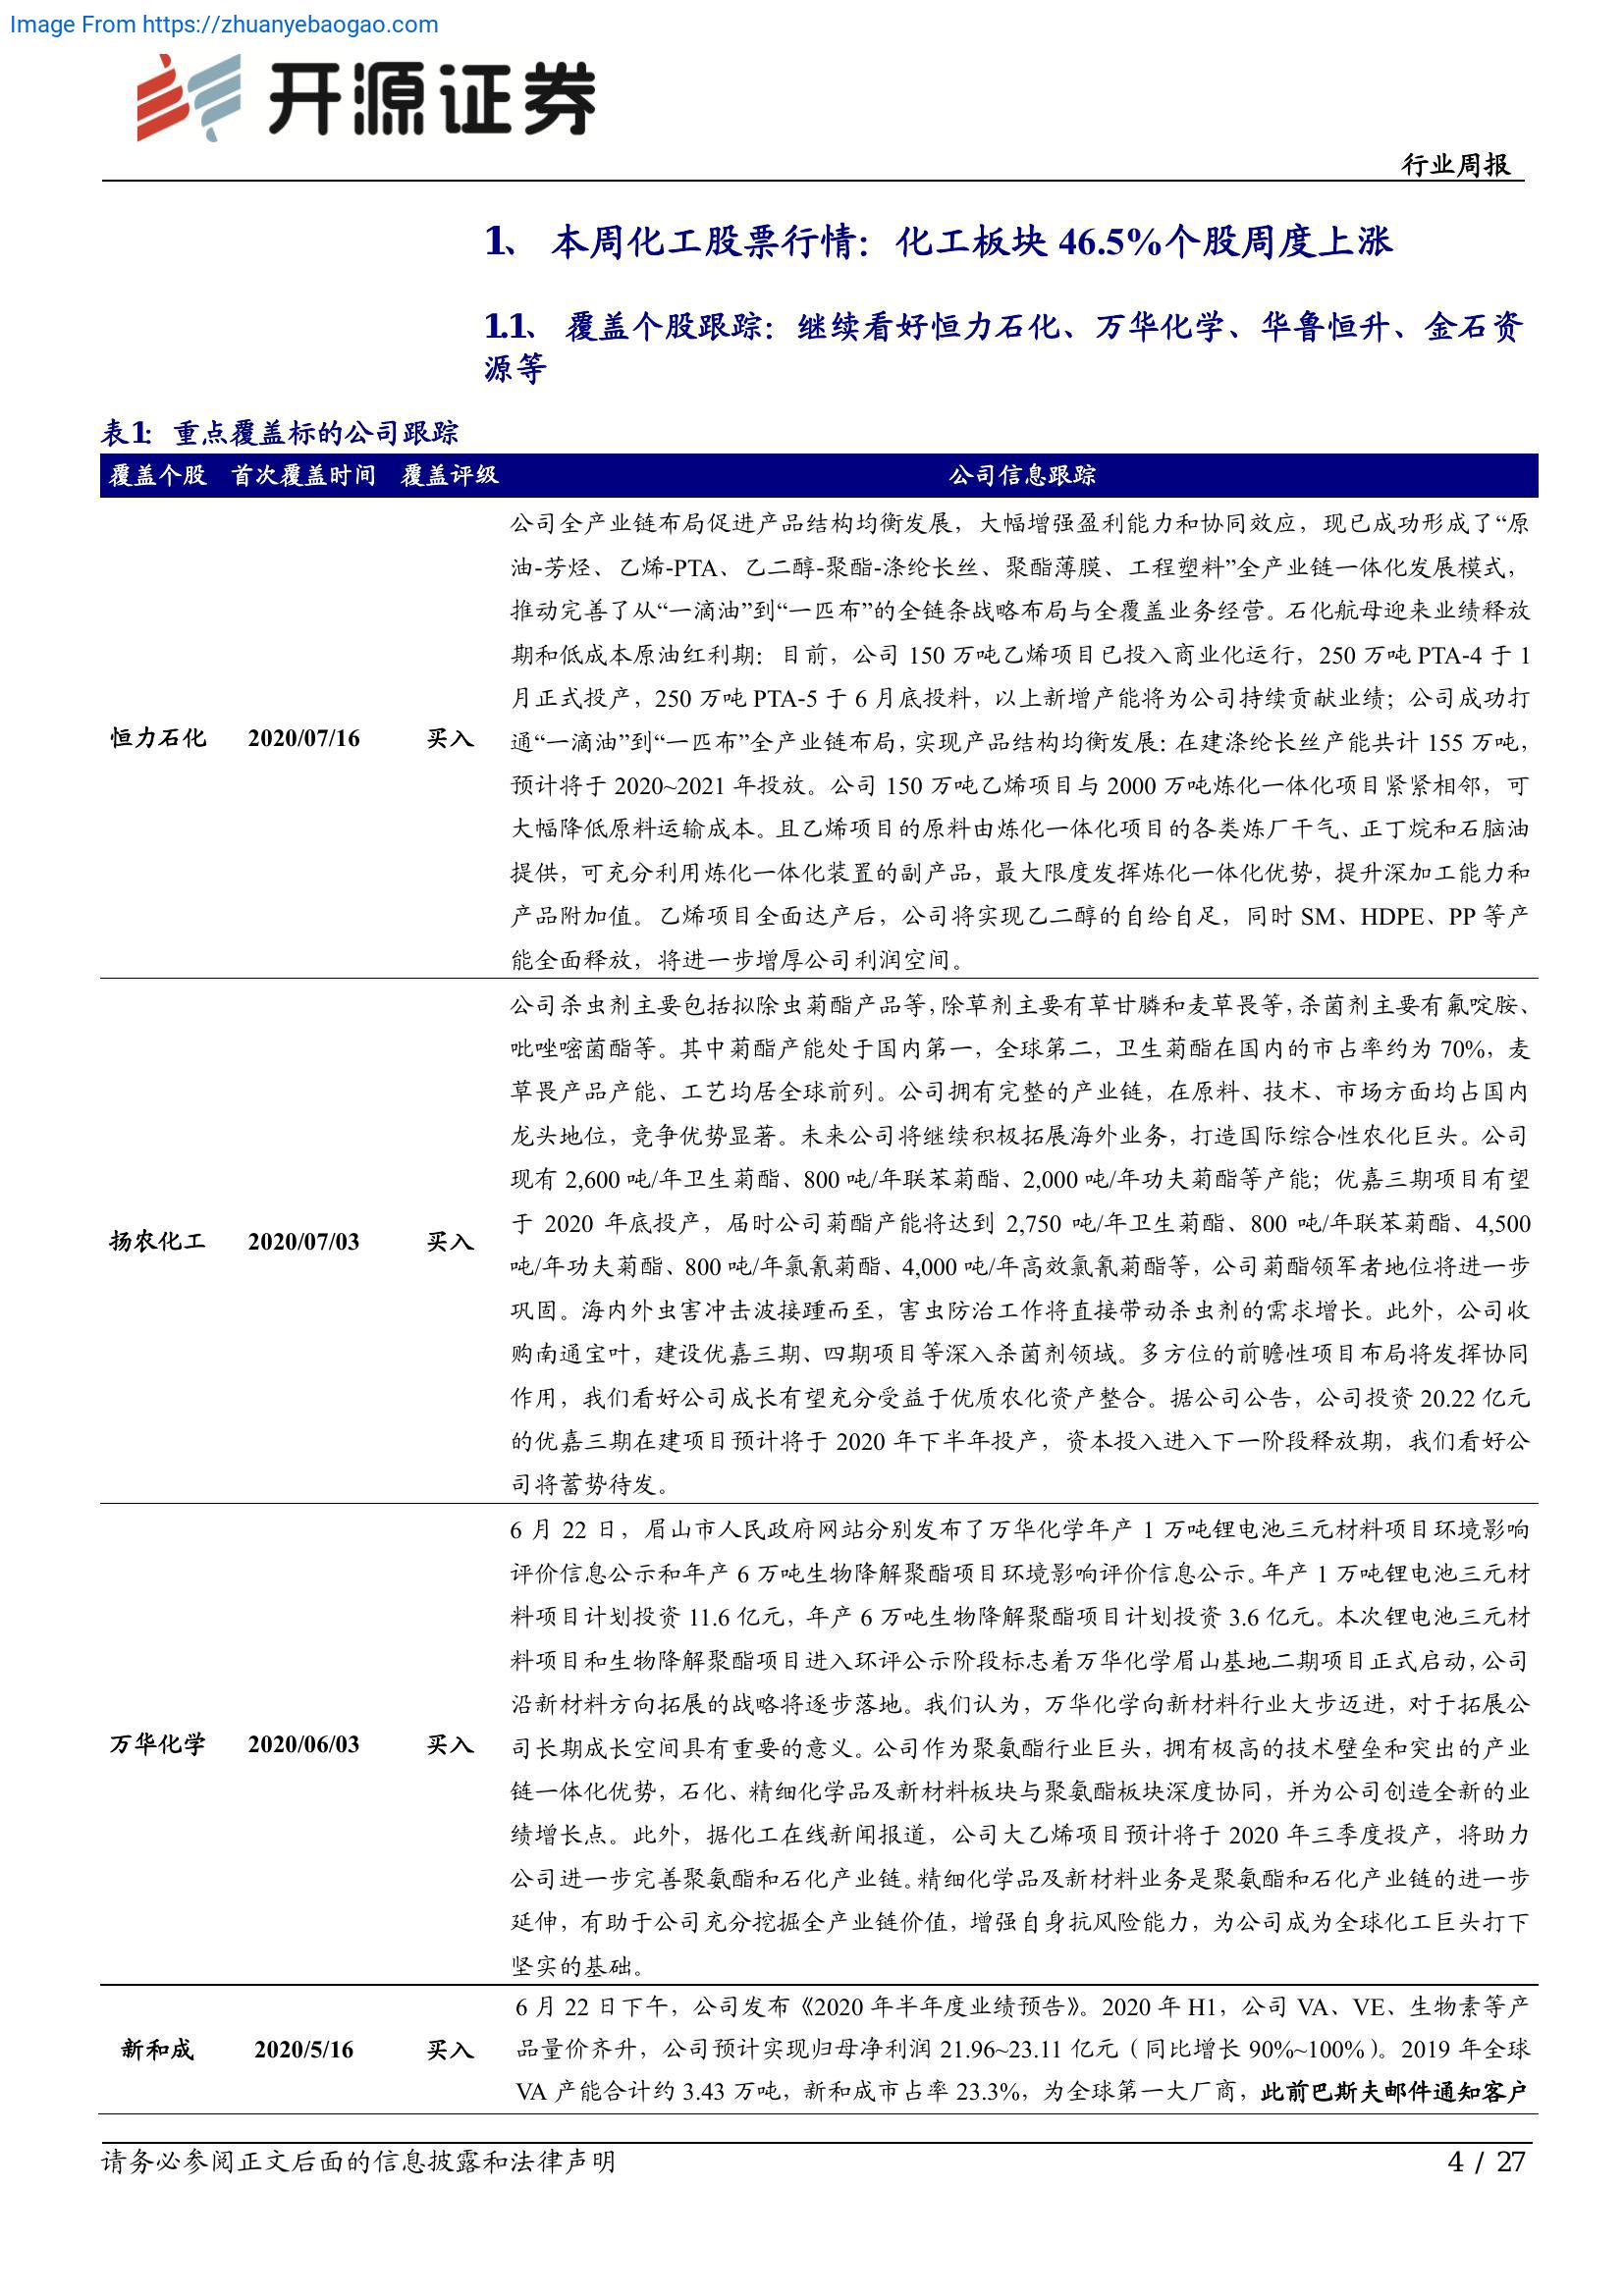 Image From https://zhuanyebaogao.com
开源证券
行业周报
1、 本周化工股票行情：化工板块 46.5%个股周度上涨
1.1、 覆盖个股跟踪：继续看好恒力石化、万华化学、华鲁恒升、金石资
源等
表1： 重点覆盖标的公司跟踪
覆盖个股 首次覆盖时间 覆盖评级 公司信息跟踪
公司全产业链布局促进产品结构均衡发展，大幅增强盈利能力和协同效应，现已成功形成了“原
油-芳烃、乙烯-PTA、乙二醇-聚酯-涤纶长丝、聚酯薄膜、工程塑料”全产业链一体化发展模式，
推动完善了从“一滴油”到“一匹布”的全链条战略布局与全覆盖业务经营。石化航母迎来业绩释放
期和低成本原油红利期：目前，公司 150 万吨乙烯项目已投入商业化运行，250 万吨 PTA-4 于 1
月正式投产，250 万吨 PTA-5 于 6 月底投料，以上新增产能将为公司持续贡献业绩；公司成功打
恒力石化 2020/07/16 买入 通“一滴油”到“一匹布”全产业链布局，实现产品结构均衡发展：在建涤纶长丝产能共计 155 万吨，
预计将于 2020~2021 年投放。公司 150 万吨乙烯项目与 2000 万吨炼化一体化项目紧紧相邻，可
大幅降低原料运输成本。且乙烯项目的原料由炼化一体化项目的各类炼厂干气、正丁烷和石脑油
提供，可充分利用炼化一体化装置的副产品，最大限度发挥炼化一体化优势，提升深加工能力和
产品附加值。乙烯项目全面达产后，公司将实现乙二醇的自给自足，同时 SM、HDPE、PP 等产
能全面释放，将进一步增厚公司利润空间。
公司杀虫剂主要包括拟除虫菊酯产品等，除草剂主要有草甘膦和麦草畏等，杀菌剂主要有氟啶胺、
吡唑嘧菌酯等。其中菊酯产能处于国内第一，全球第二，卫生菊酯在国内的市占率约为 70%，麦
草畏产品产能、工艺均居全球前列。公司拥有完整的产业链，在原料、技术、市场方面均占国内
龙头地位，竞争优势显著。未来公司将继续积极拓展海外业务，打造国际综合性农化巨头。公司
现有 2,600 吨/年卫生菊酯、800 吨/年联苯菊酯、2,000 吨/年功夫菊酯等产能；优嘉三期项目有望
扬农化工 2020/07/03 买入 于 2020 年底投产，届时公司菊酯产能将达到 2,750 吨/年卫生菊酯、800 吨/年联苯菊酯、4,500
吨/年功夫菊酯、800 吨/年氯氰菊酯、4,000 吨/年高效氯氰菊酯等，公司菊酯领军者地位将进一步
巩固。海内外虫害冲击波接踵而至，害虫防治工作将直接带动杀虫剂的需求增长。此外，公司收
购南通宝叶，建设优嘉三期、四期项目等深入杀菌剂领域。多方位的前瞻性项目布局将发挥协同
作用，我们看好公司成长有望充分受益于优质农化资产整合。据公司公告，公司投资 20.22 亿元
的优嘉三期在建项目预计将于 2020 年下半年投产，资本投入进入下一阶段释放期，我们看好公
司将蓄势待发。
6 月 22 日，眉山市人民政府网站分别发布了万华化学年产 1 万吨锂电池三元材料项目环境影响
评价信息公示和年产 6 万吨生物降解聚酯项目环境影响评价信息公示。年产 1 万吨锂电池三元材
料项目计划投资 11.6 亿元，年产 6 万吨生物降解聚酯项目计划投资 3.6 亿元。本次锂电池三元材
料项目和生物降解聚酯项目进入环评公示阶段标志着万华化学眉山基地二期项目正式启动，公司
沿新材料方向拓展的战略将逐步落地。我们认为，万华化学向新材料行业大步迈进，对于拓展公
万华化学 2020/06/03 买入 司长期成长空间具有重要的意义。公司作为聚氨酯行业巨头，拥有极高的技术壁垒和突出的产业
链一体化优势，石化、精细化学品及新材料板块与聚氨酯板块深度协同，并为公司创造全新的业
绩增长点。此外，据化工在线新闻报道，公司大乙烯项目预计将于 2020 年三季度投产，将助力
公司进一步完善聚氨酯和石化产业链。精细化学品及新材料业务是聚氨酯和石化产业链的进一步
延伸，有助于公司充分挖掘全产业链价值，增强自身抗风险能力，为公司成为全球化工巨头打下
坚实的基础。
6 月 22 日下午，公司发布《2020 年半年度业绩预告》。2020 年 H1，公司 VA、VE、生物素等产
新和成 2020/5/16 买入 品量价齐升，公司预计实现归母净利润 21.96~23.11 亿元（同比增长 90%~100%）。2019 年全球
VA 产能合计约 3.43 万吨，新和成市占率 23.3%，为全球第一大厂商，此前巴斯夫邮件通知客户
请务必参阅正文后面的信息披露和法律声明 4 / 27